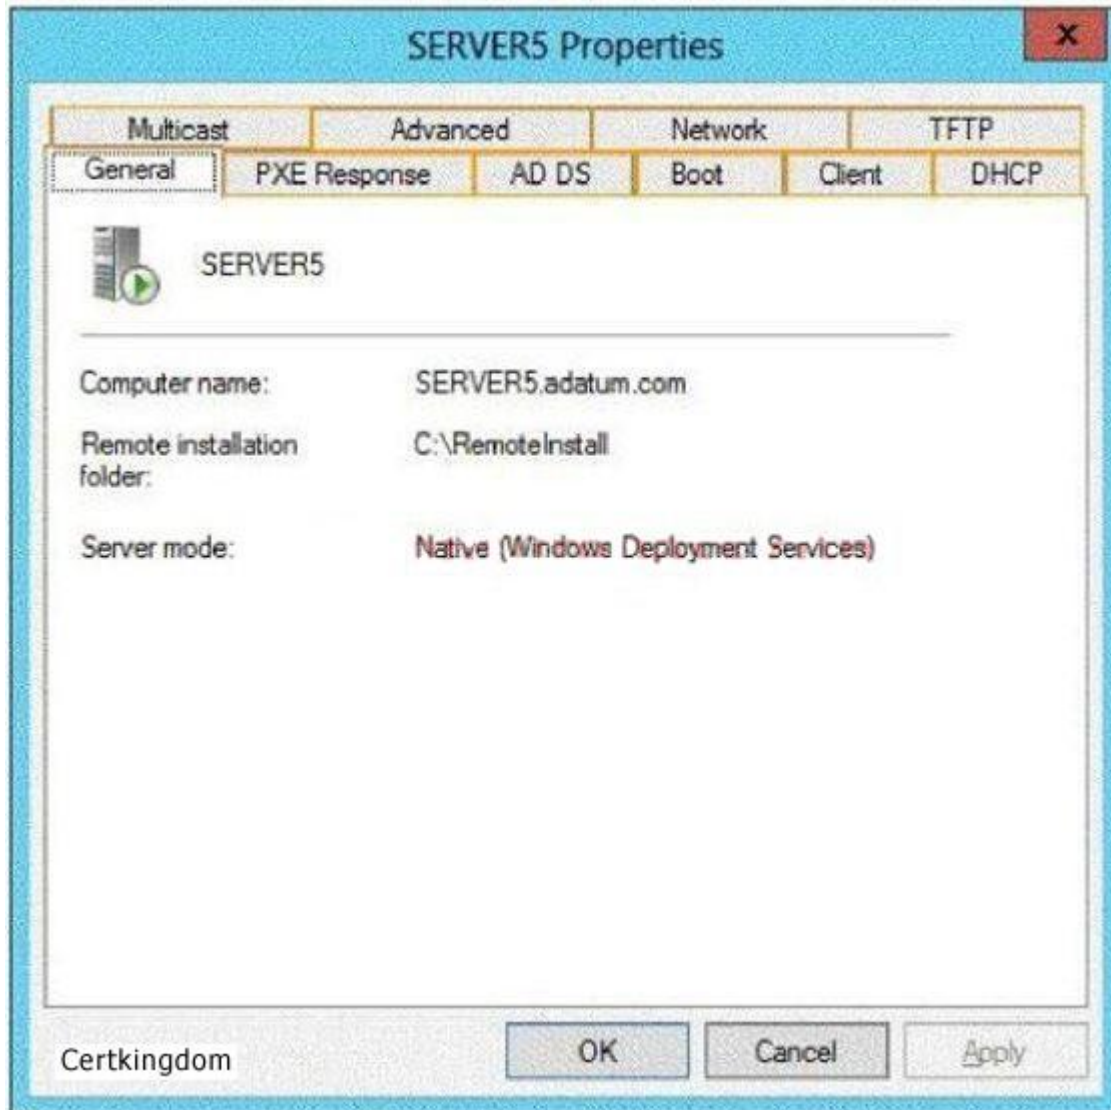 SERVER5 Properties
x
Multicast Advanced Network TFTP
General PXE Response AD DS Boot Client DHCP
SERVER5
Computer name: SERVER5.adatum.com
Remote installation folder: C:\RemoteInstall
Server mode: Native (Windows Deployment Services)
Certkingdom OK Cancel Apply